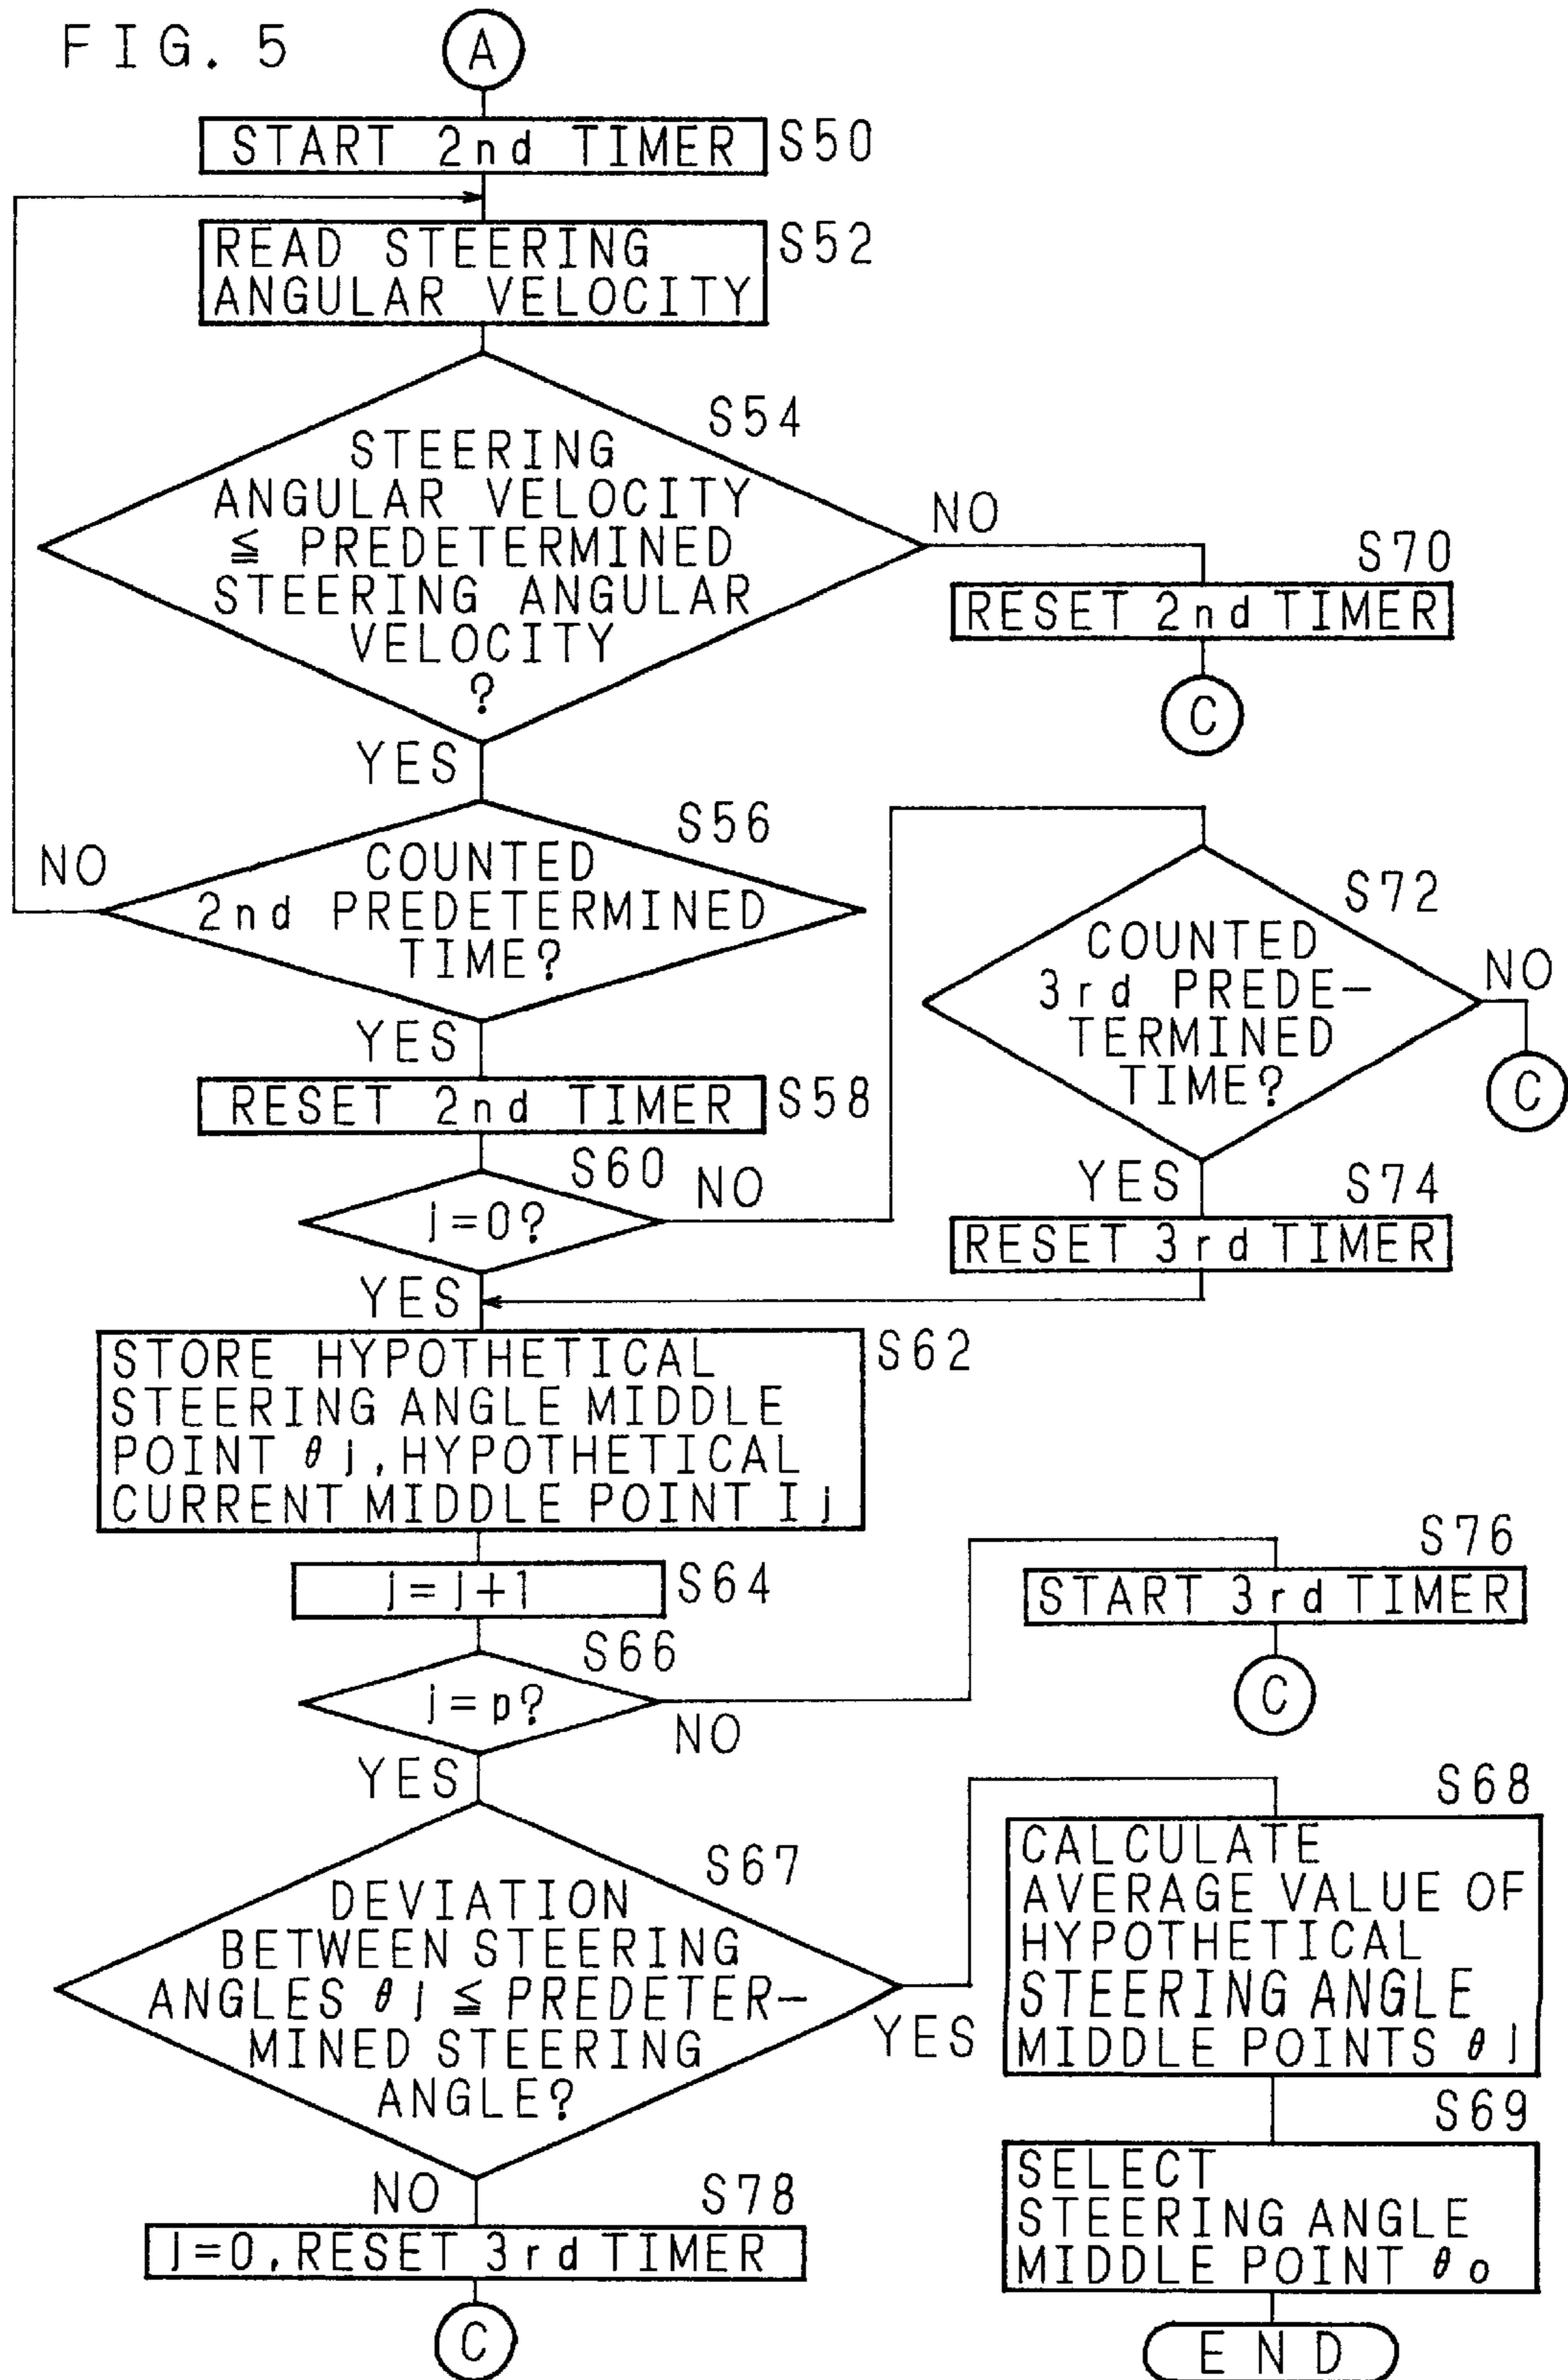 FIG. 5
A
START 2nd TIMER
S50
READ STEERING
ANGULAR VELOCITY
S52
S54
STEERING
ANGULAR VELOCITY
≦ PREDETERMINED
STEERING ANGULAR
VELOCITY
?
NO
S70
RESET 2nd TIMER
C
YES
S56
COUNTED
2nd PREDETERMINED
TIME?
NO
YES
RESET 2nd TIMER
S58
S60
j=0?
NO
S72
COUNTED
3rd PREDE-
TERMINED
TIME?
NO
C
YES
S74
RESET 3rd TIMER
YES
STORE HYPOTHETICAL
STEERING ANGLE MIDDLE
POINT θj, HYPOTHETICAL
CURRENT MIDDLE POINT Ij
S62
j=j+1
S64
S66
j=p?
NO
S76
START 3rd TIMER
C
YES
S67
DEVIATION
BETWEEN STEERING
ANGLES θj ≦ PREDETER-
MINED STEERING
ANGLE?
YES
S68
CALCULATE
AVERAGE VALUE OF
HYPOTHETICAL
STEERING ANGLE
MIDDLE POINTS θj
S69
SELECT
STEERING ANGLE
MIDDLE POINT θo
END
NO
S78
j=0, RESET 3rd TIMER
C